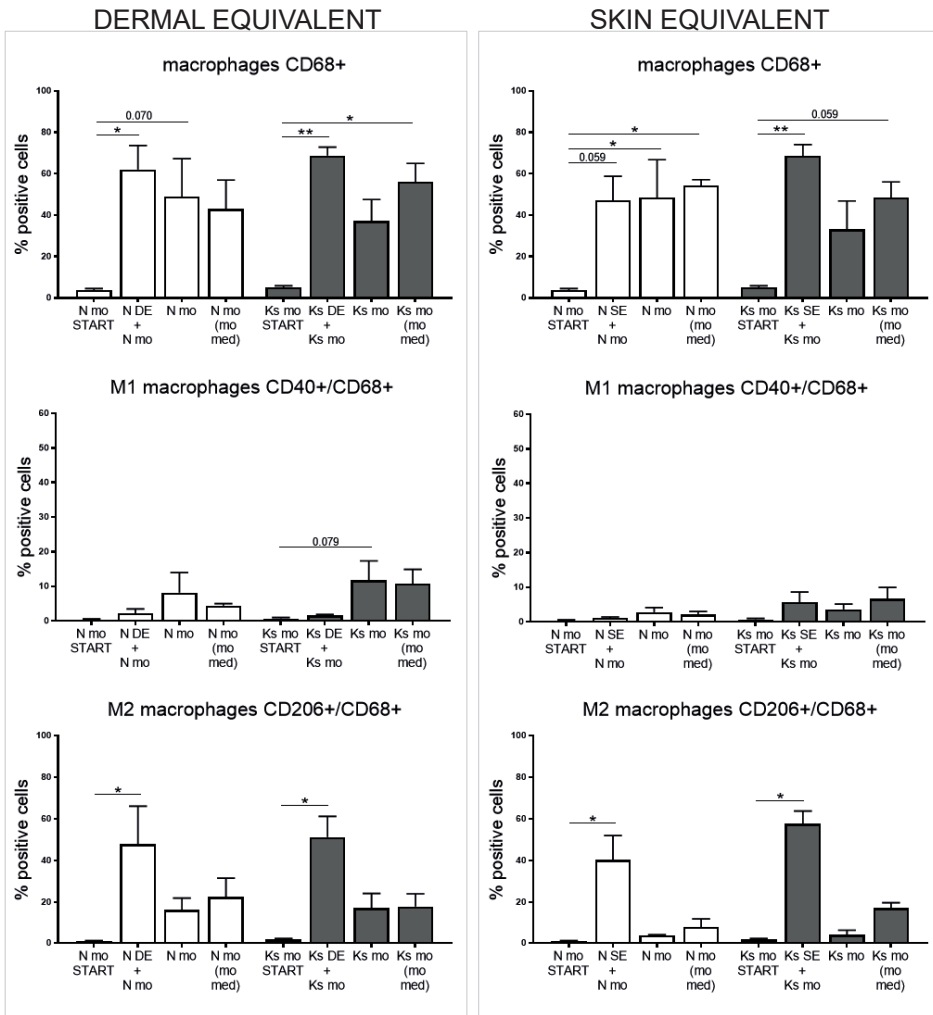 DERMAL EQUIVALENT
macrophages CD68+
% positive cells
100
80
60
40
20
0
0.070
*
**
*
N mo
START
N DE
+
N mo
N mo
N mo
(mo
med)
Ks mo
START
Ks DE
+
Ks mo
Ks mo
Ks mo
(mo
med)
M1 macrophages CD40+/CD68+
% positive cells
60
50
40
30
20
10
0
0.079
N mo
START
N DE
+
N mo
N mo
N mo
(mo
med)
Ks mo
START
Ks DE
+
Ks mo
Ks mo
Ks mo
(mo
med)
M2 macrophages CD206+/CD68+
% positive cells
100
80
60
40
20
0
*
*
N mo
START
N DE
+
N mo
N mo
N mo
(mo
med)
Ks mo
START
Ks DE
+
Ks mo
Ks mo
Ks mo
(mo
med)
SKIN EQUIVALENT
macrophages CD68+
% positive cells
100
80
60
40
20
0
*
*
0.059
0.059
**
N mo
START
N SE
+
N mo
N mo
N mo
(mo
med)
Ks mo
START
Ks SE
+
Ks mo
Ks mo
Ks mo
(mo
med)
M1 macrophages CD40+/CD68+
% positive cells
60
50
40
30
20
10
0
N mo
START
N SE
+
N mo
N mo
N mo
(mo
med)
Ks mo
START
Ks SE
+
Ks mo
Ks mo
Ks mo
(mo
med)
M2 macrophages CD206+/CD68+
% positive cells
100
80
60
40
20
0
*
*
N mo
START
N SE
+
N mo
N mo
N mo
(mo
med)
Ks mo
START
Ks SE
+
Ks mo
Ks mo
Ks mo
(mo
med)